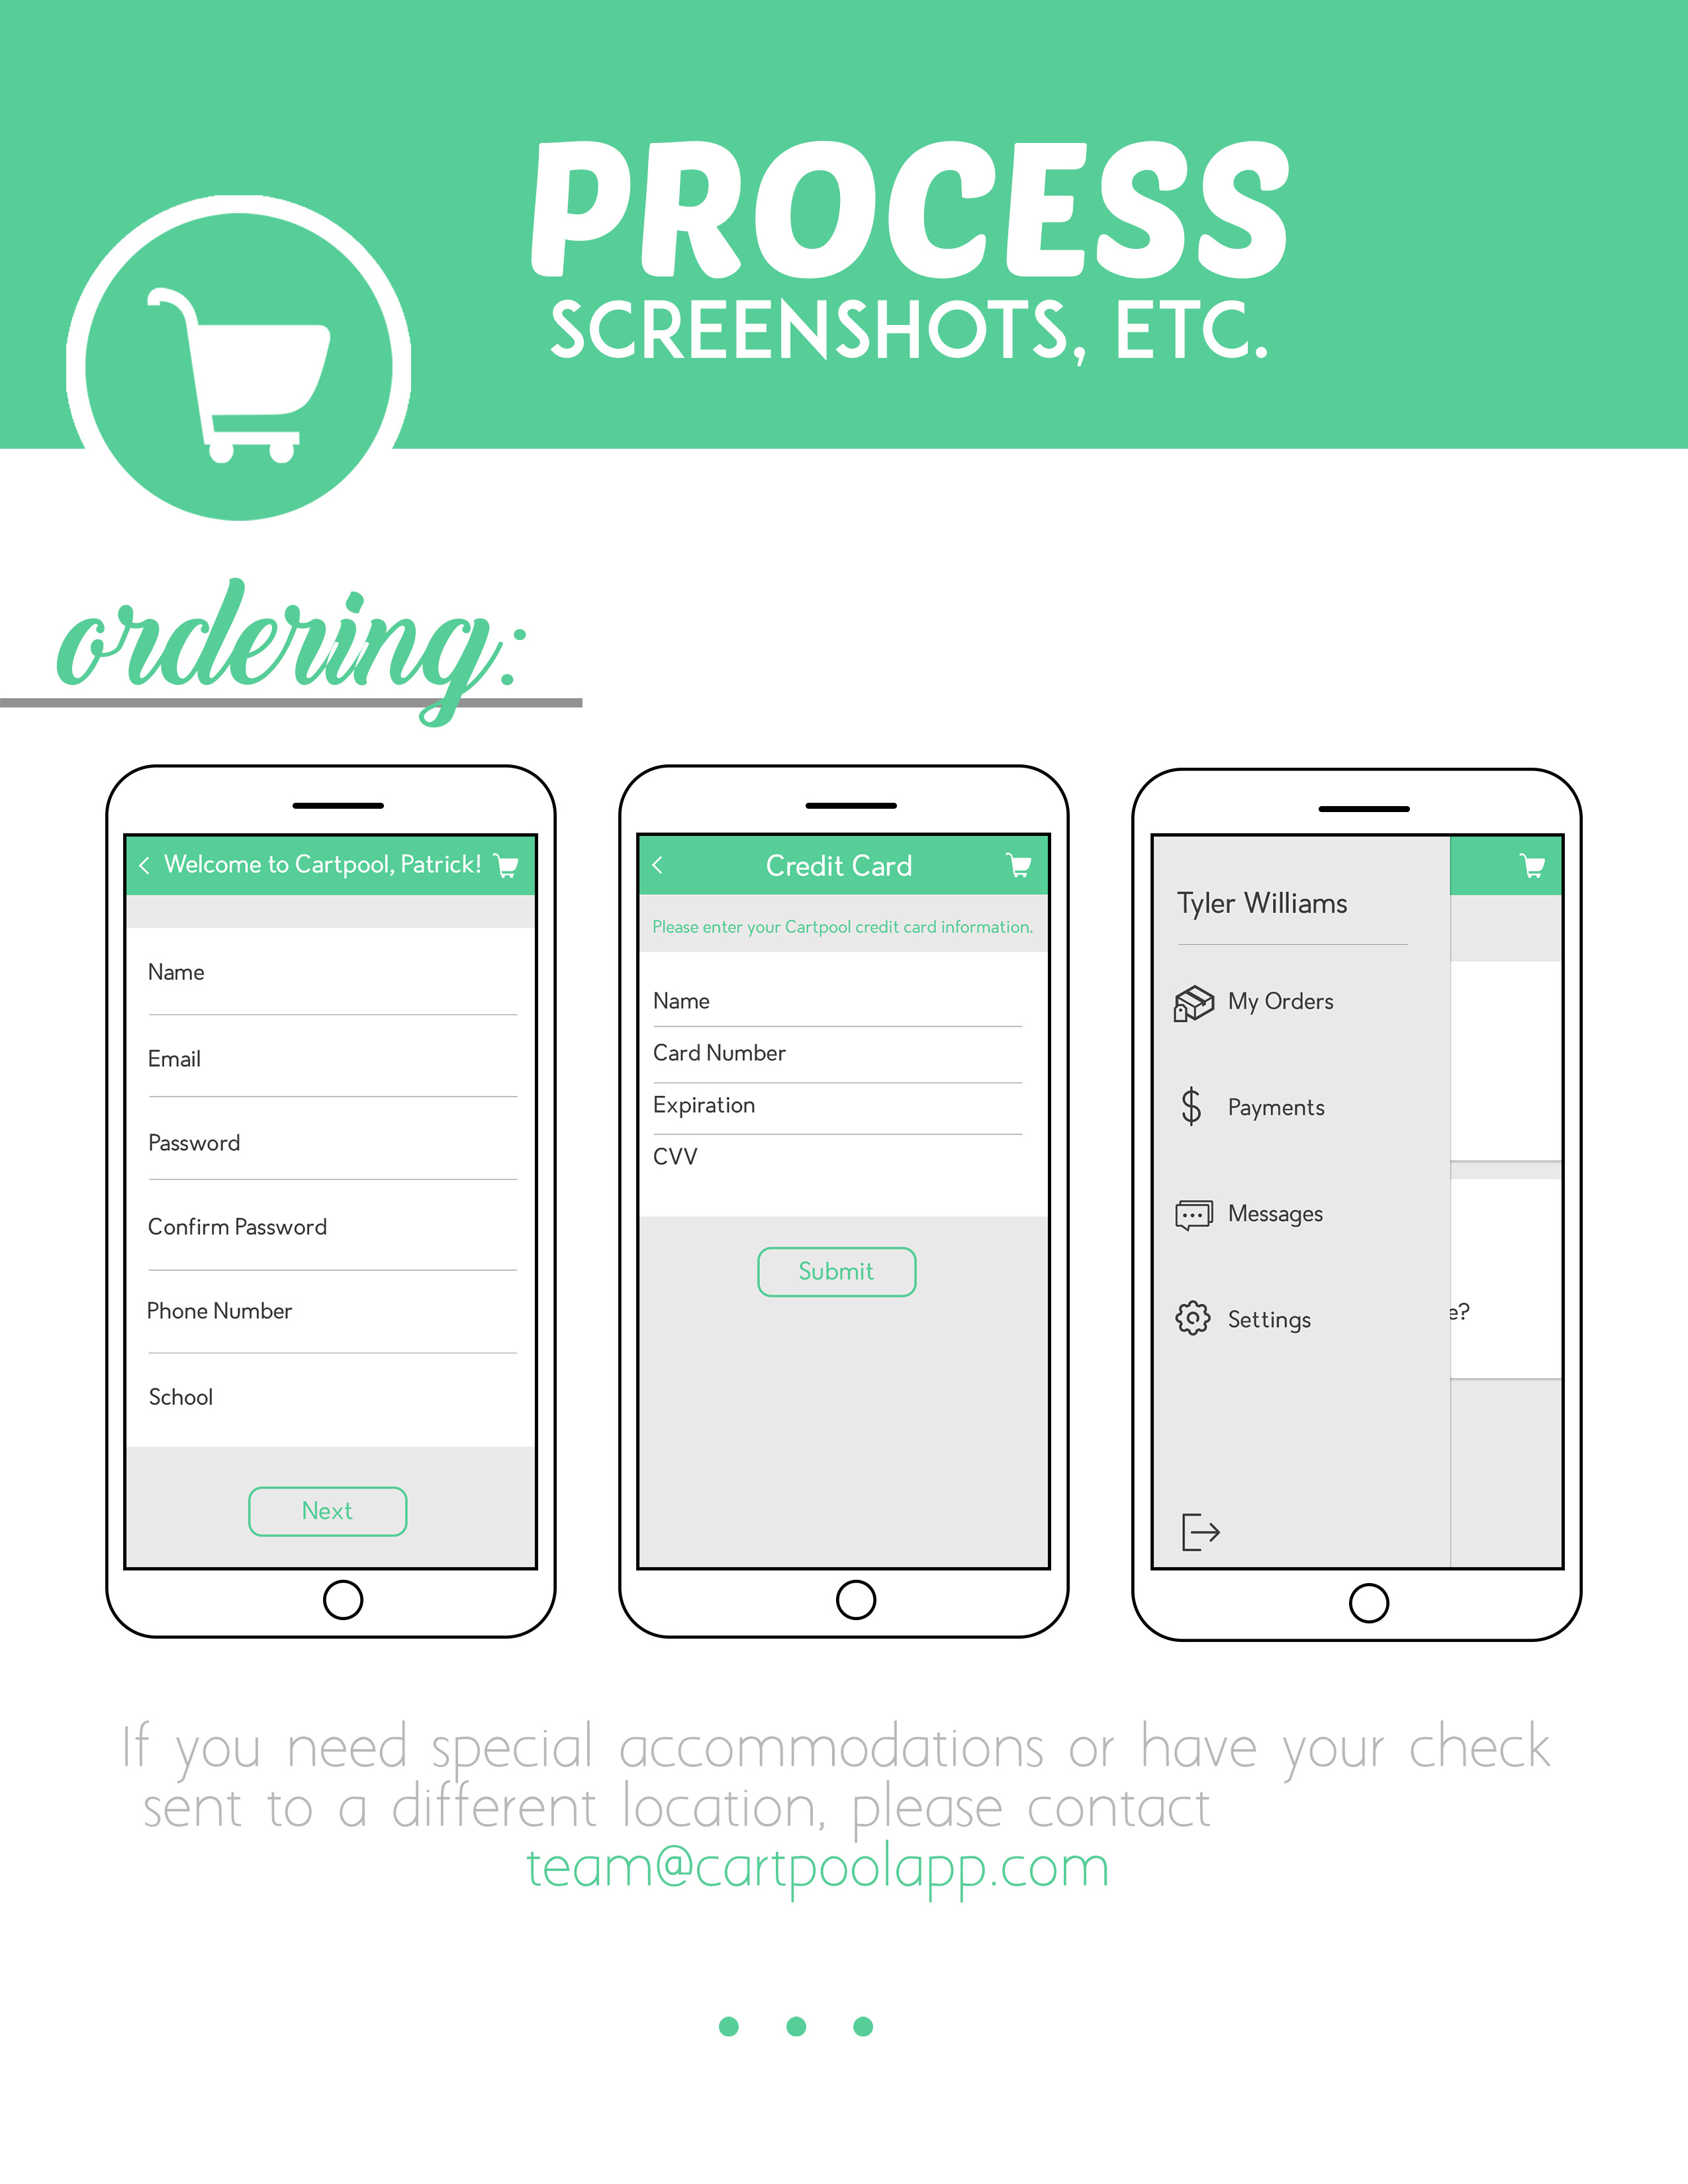 PROCESS
SCREENSHOTS, ETC.
ordering:
Welcome to Cartpool, Patrick!
Name
Email
Password
Confirm Password
Phone Number
School
Next
Credit Card
Please enter your Cartpool credit card information.
Name
Card Number
Expiration
CVV
Submit
Tyler Williams
My Orders
$ Payments
Messages
Settings
e?
If you need special accommodations or have your check
sent to a different location, please contact
team@cartpoolapp.com